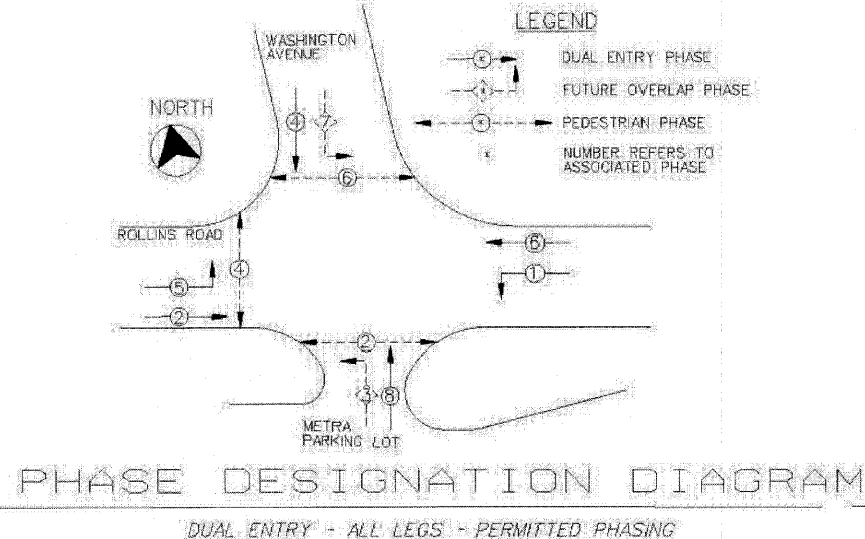 LEGEND
DUAL ENTRY PHASE
FUTURE OVERLAP PHASE
PEDESTRIAN PHASE
NUMBER REFERS TO
ASSOCIATED PHASE
*
*
*
*
NORTH
WASHINGTON
AVENUE
4
7
6
ROLLINS ROAD
4
5
2
6
1
2
3
8
METRA
PARKING LOT
PHASE DESIGNATION DIAGRAM
DUAL ENTRY - ALL LEGS - PERMITTED PHASING